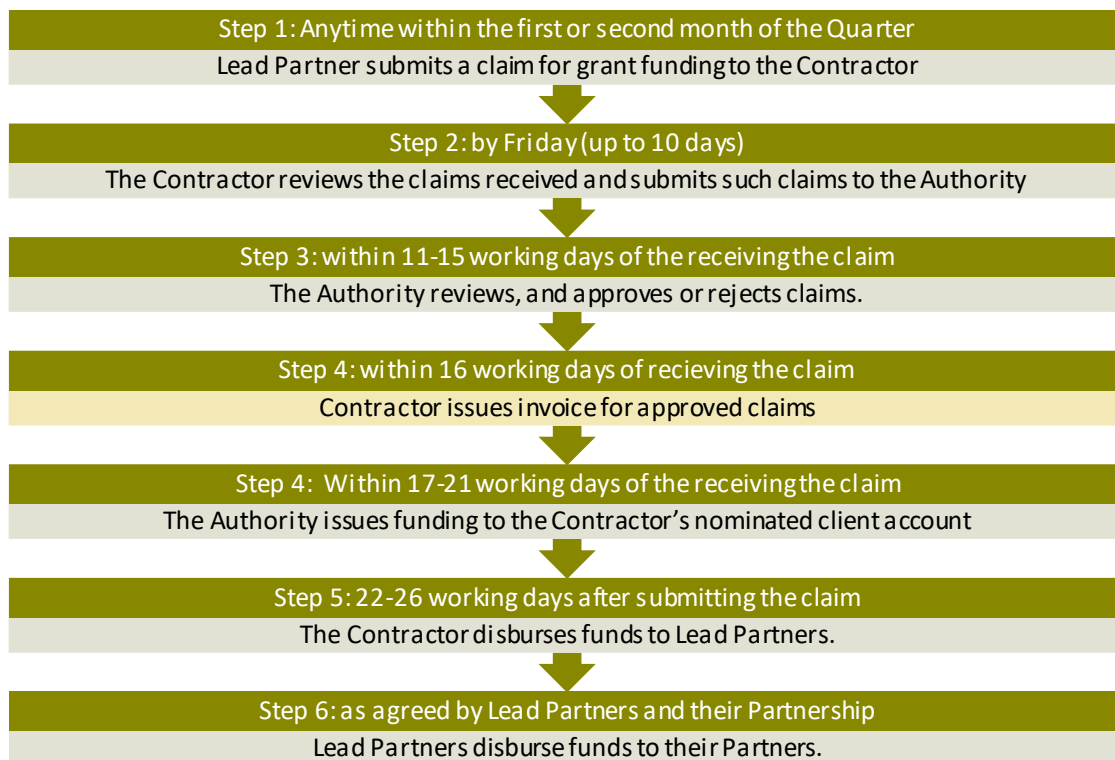 Step 1: Anytime within the first or second month of the Quarter
Lead Partner submits a claim for grant funding to the Contractor
Step 2: by Friday (up to 10 days)
The Contractor reviews the claims received and submits such claims to the Authority
Step 3: within 11-15 working days of the receiving the claim
The Authority reviews, and approves or rejects claims.
Step 4: within 16 working days of recieving the claim
Contractor issues invoice for approved claims
Step 4: Within 17-21 working days of the receiving the claim
The Authority issues funding to the Contractor’s nominated client account
Step 5: 22-26 working days after submitting the claim
The Contractor disburses funds to Lead Partners.
Step 6: as agreed by Lead Partners and their Partnership
Lead Partners disburse funds to their Partners.